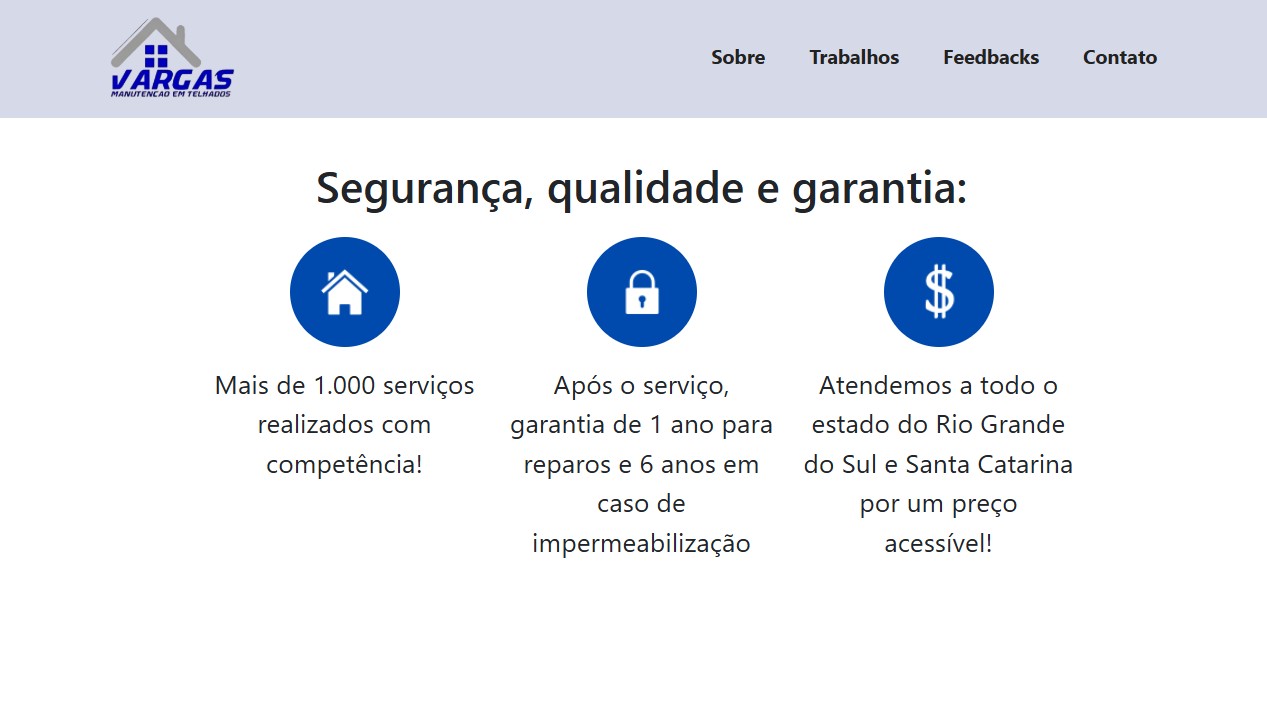 VARGAS
MANUTENCAO EM TELHADOS
Sobre
Trabalhos
Feedbacks
Contato
Segurança, qualidade e garantia:
Mais de 1.000 serviços
realizados com
competência!
Após o serviço,
garantia de 1 ano para
reparos e 6 anos em
caso de
impermeabilização
Atendemos a todo o
estado do Rio Grande
do Sul e Santa Catarina
por um preço
acessível!